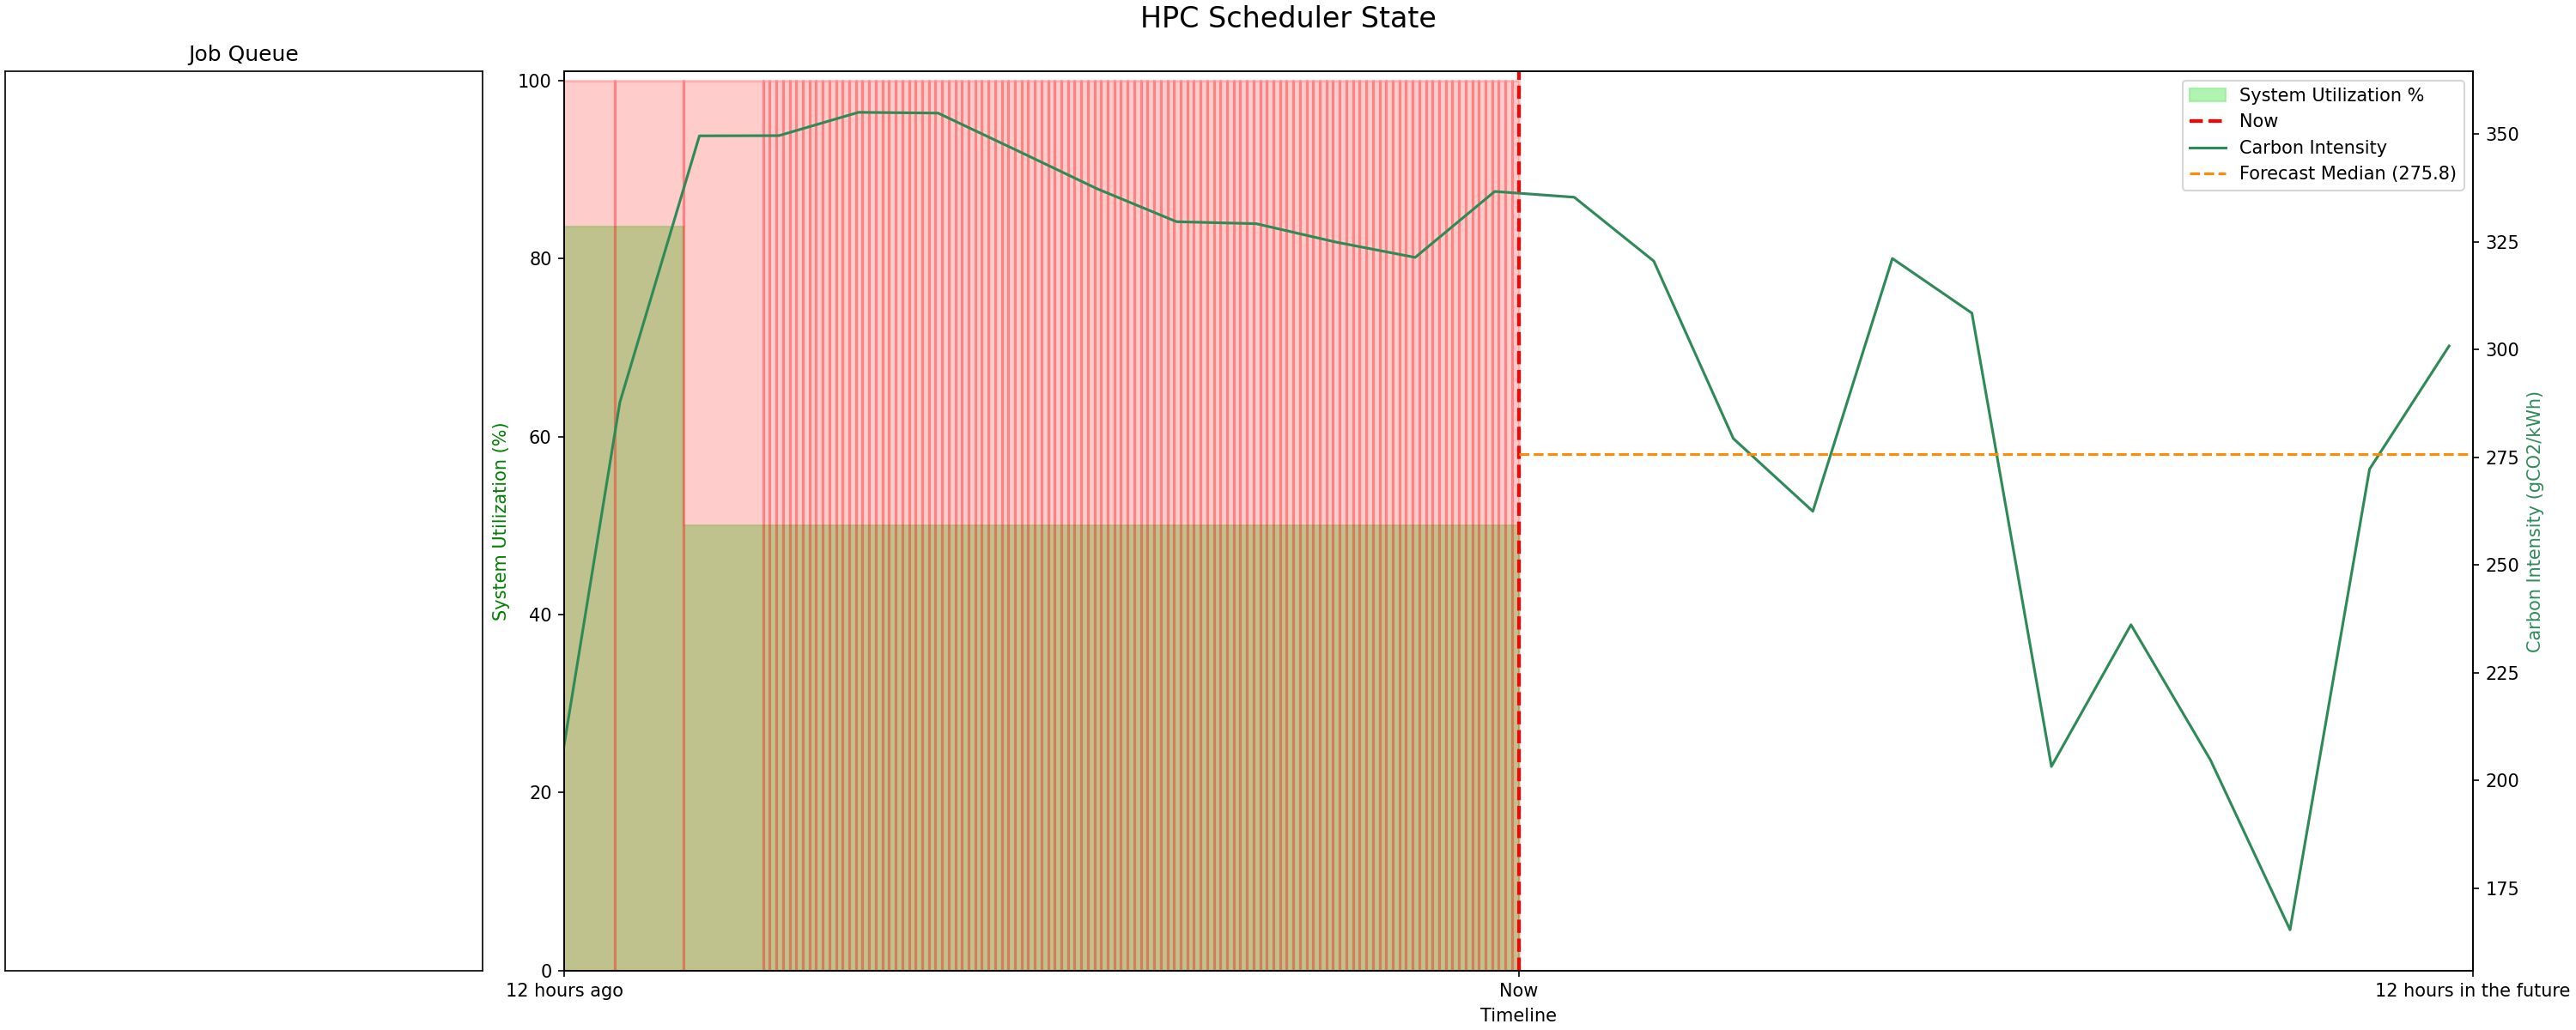 HPC Scheduler State
Job Queue
System Utilization (%)
100
80
60
40
20
0
System Utilization %
Now
Carbon Intensity
Forecast Median (275.8)
350
325
300
275
250
225
200
175
Carbon Intensity (gCO2/kWh)
12 hours ago
Now
12 hours in the future
Timeline